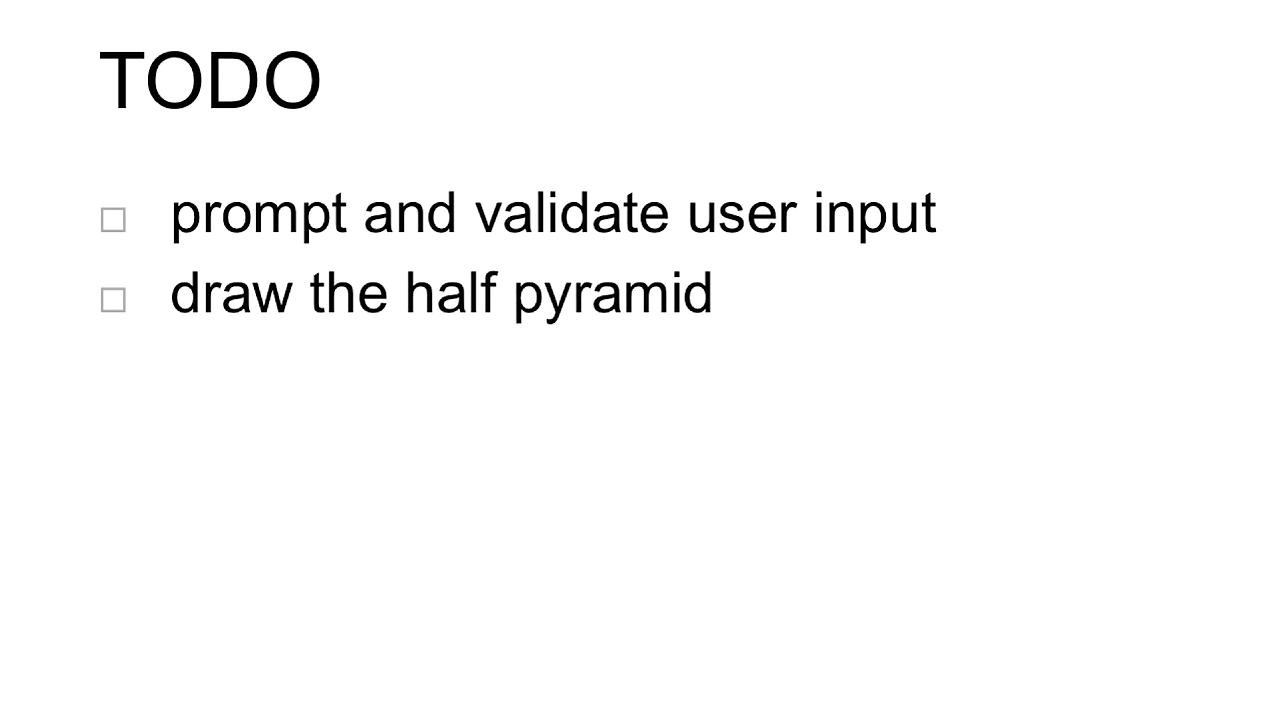 TODO
prompt and validate user input
draw the half pyramid